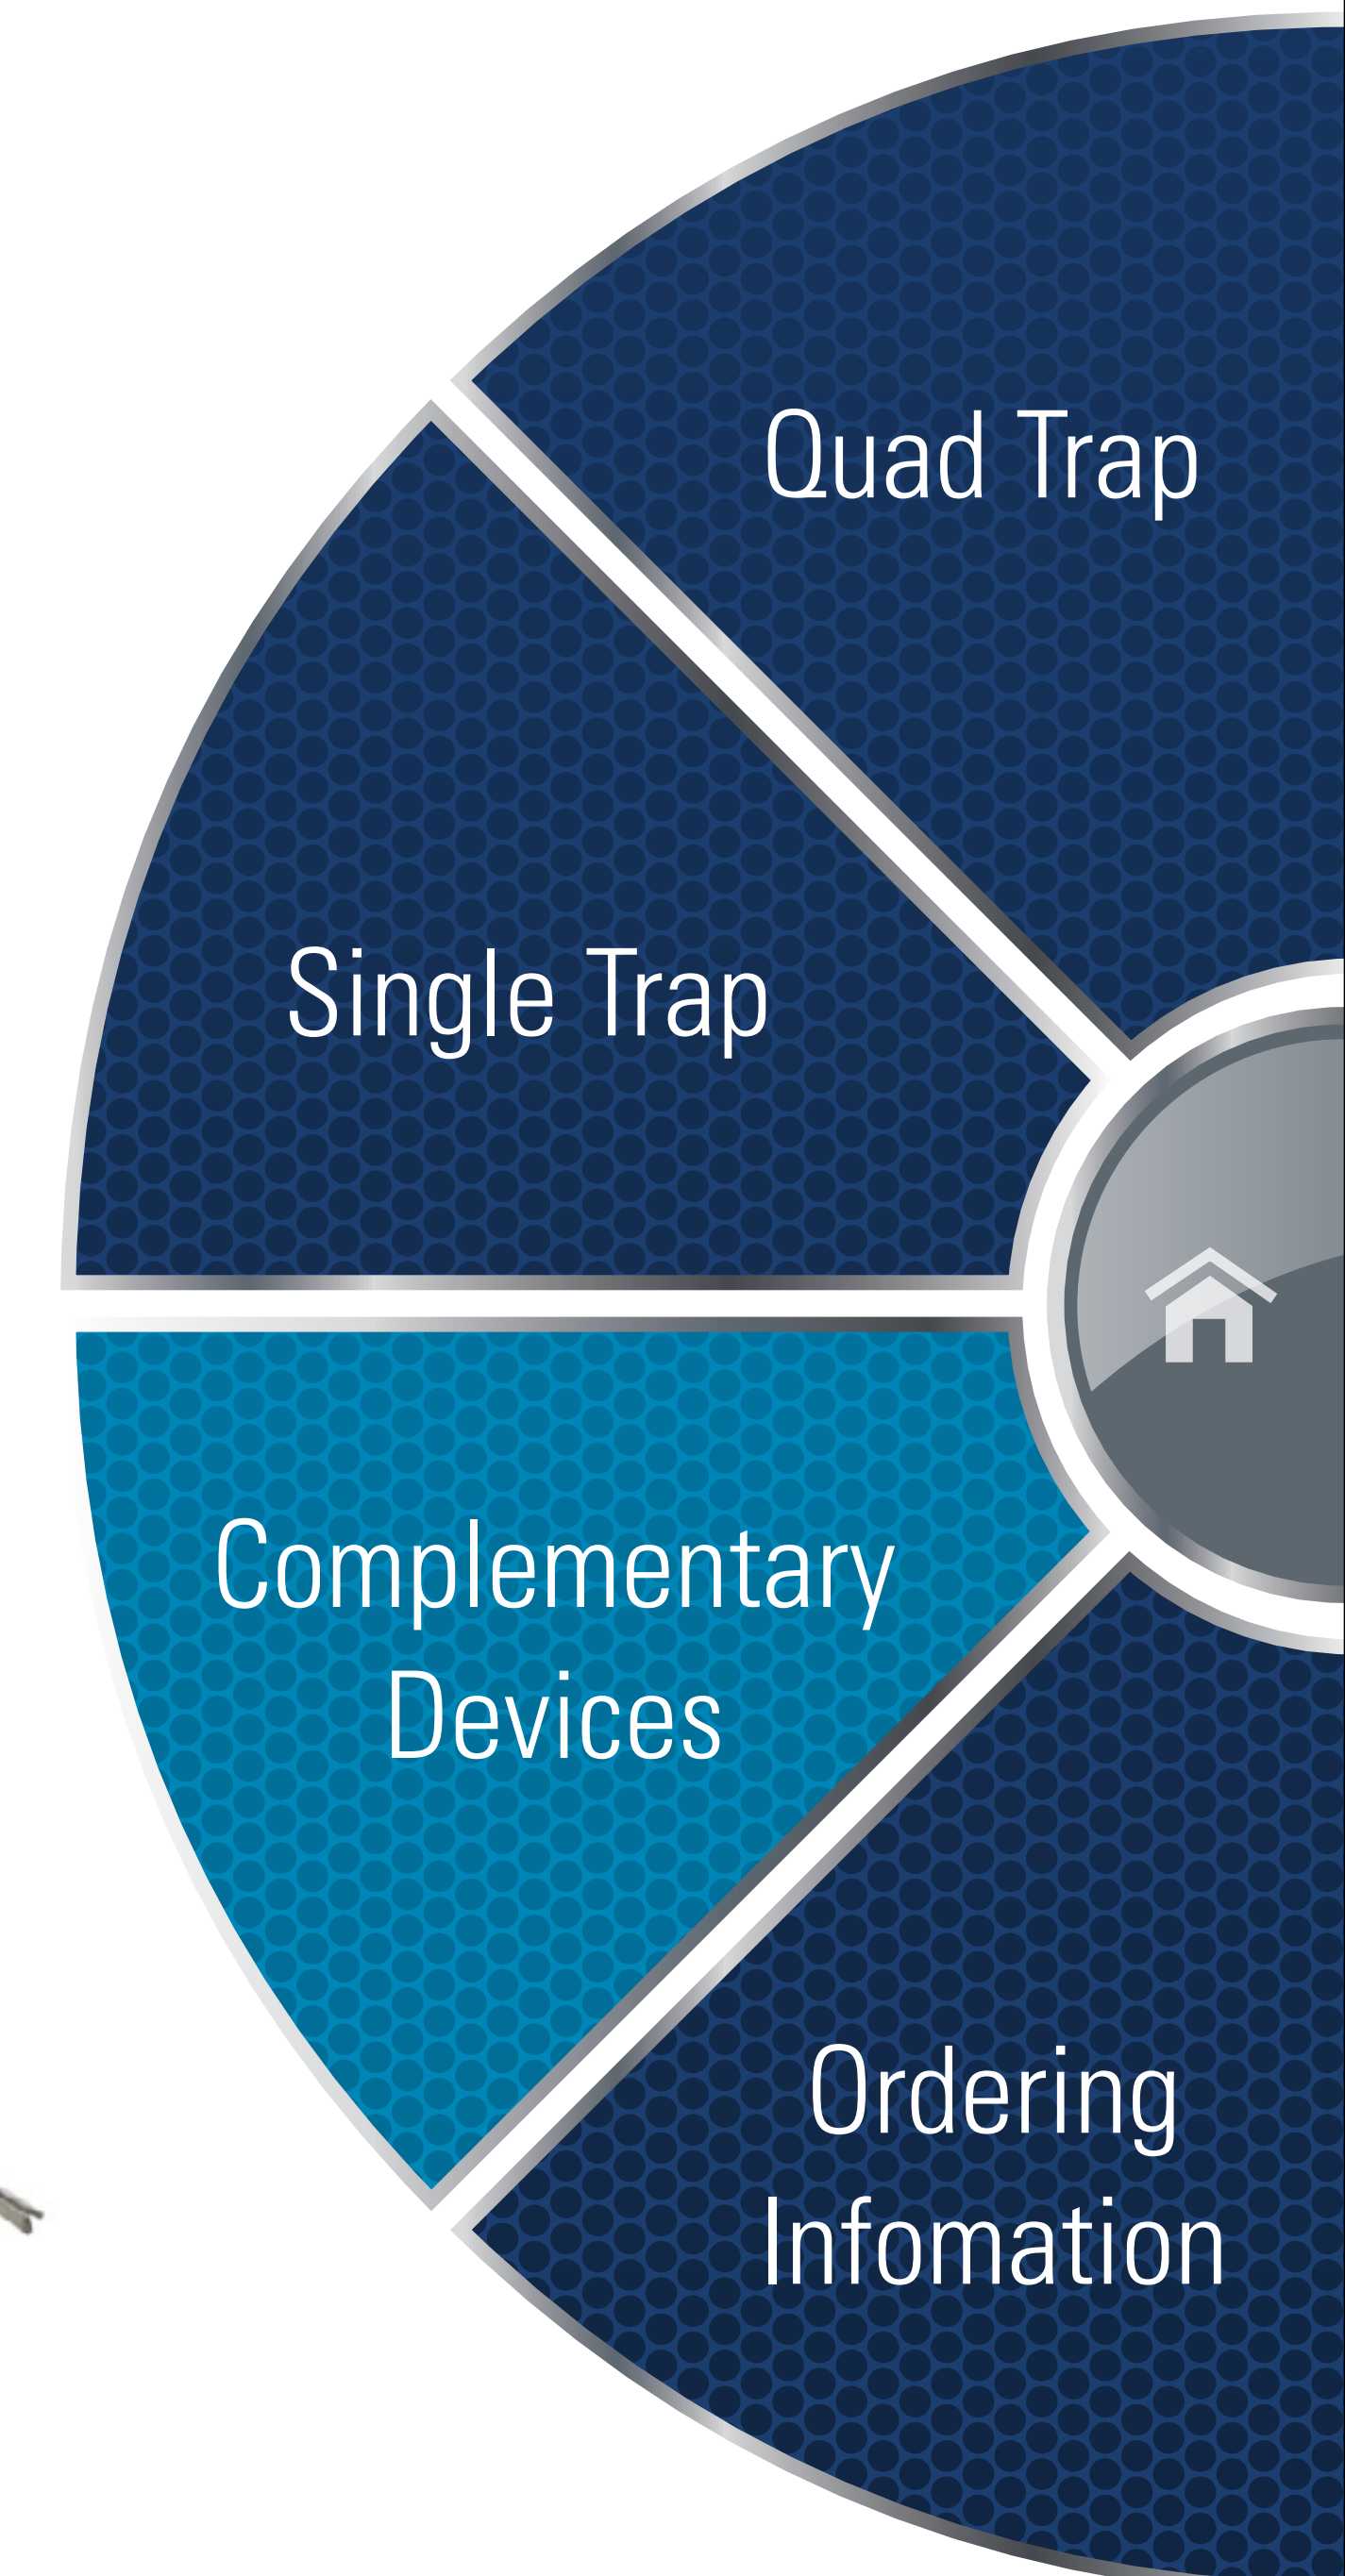 Quad Trap
Single Trap
Complementary
Devices
Ordering
Infomation